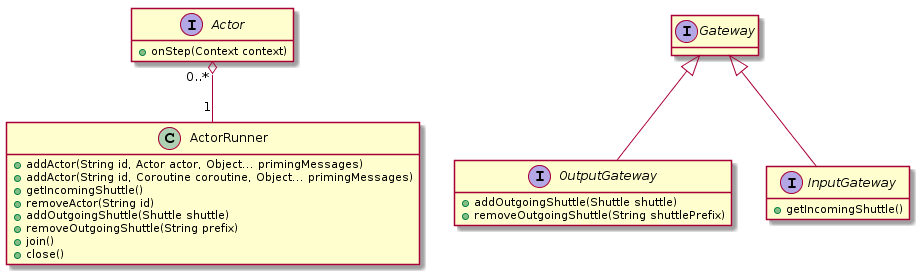 I Actor
onStep(Context context)
0..*
1
C ActorRunner
addActor(String id, Actor actor, Object... primingMessages)
addActor(String id, Coroutine coroutine, Object... primingMessages)
getIncomingShuttle()
removeActor(String id)
addOutgoingShuttle(Shuttle shuttle)
removeOutgoingShuttle(String prefix)
join()
close()
I Gateway
I OutputGateway
addOutgoingShuttle(Shuttle shuttle)
removeOutgoingShuttle(String shuttlePrefix)
I InputGateway
getIncomingShuttle()